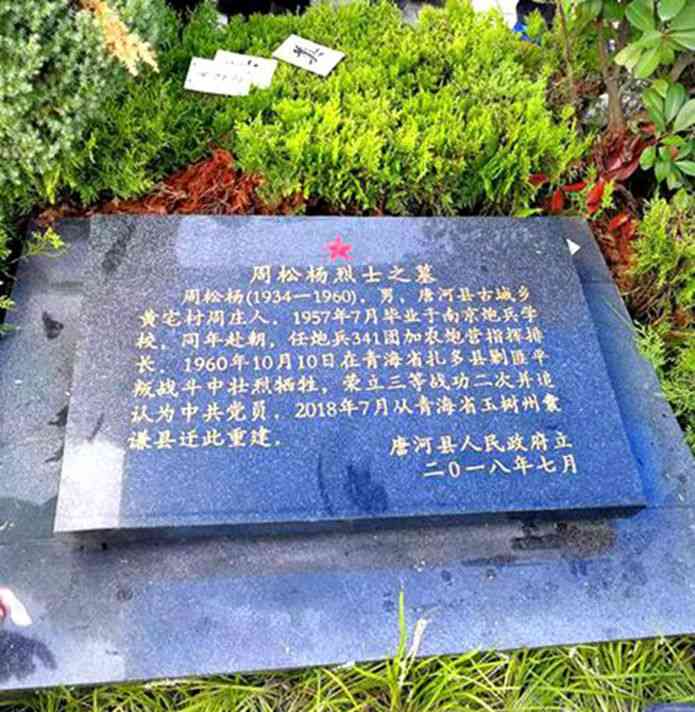 周松杨烈士之墓
周松杨(1934—1960)，男，唐河县古城乡
黄宅村周庄人，1957年7月毕业于南京炮兵学
校，同年赴朝，任炮兵341团加农炮营指挥排
长，1960年10月10日在青海省扎多县剿匪平
叛战斗中壮烈牺牲，荣立三等战功二次并追
认为中共党员，2018年7月从青海省玉树州囊
谦县迁此重建。
唐河县人民政府立
二〇一八年七月